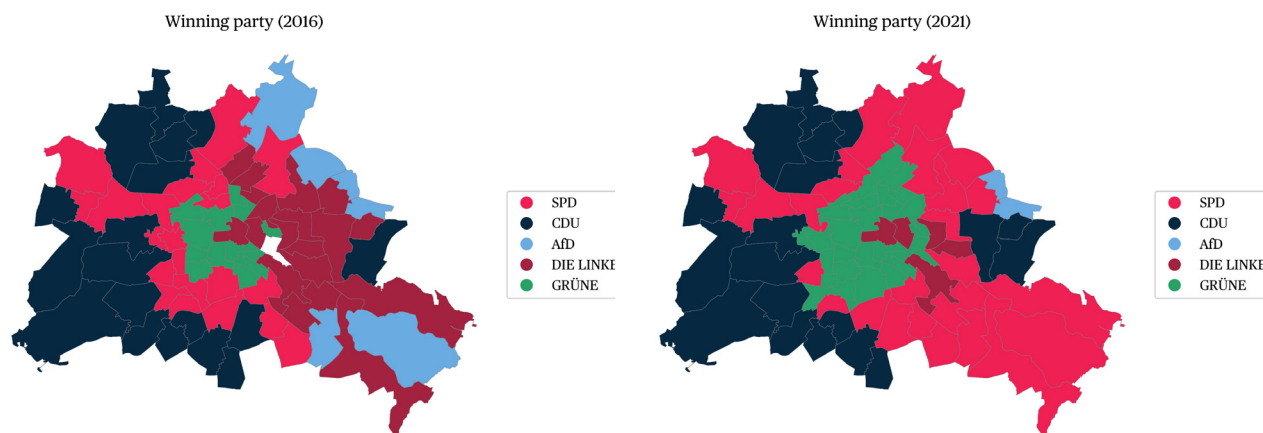 Winning party (2016)
SPD
CDU
AfD
DIE LINKE
GRÜNE
Winning party (2021)
SPD
CDU
AfD
DIE LINKE
GRÜNE